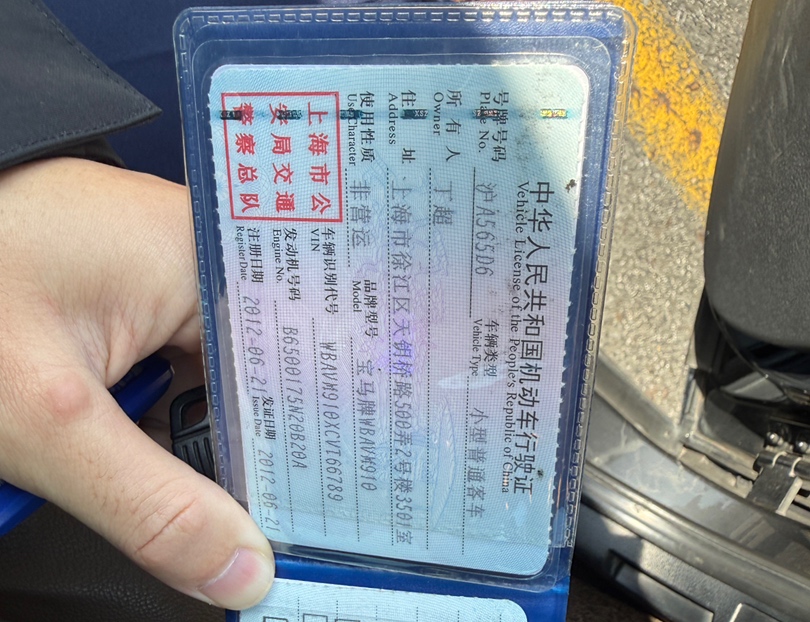 中华人民共和国机动车行驶证
Vehicle License of the People's Republic of China
号牌号码 沪A565D6 车辆类型 小型普通客车
Plate No. Vehicle Type
所有人 丁超
Owner
住址 上海市徐江区天钥桥路500弄2号楼3501室
Address
使用性质 非营运 品牌型号 宝马牌WBAVM910
Use Character Model
上海市公
安局交通
警察总队
车辆识别代号 WBAVM910XCVT66789
VIN
发动机号码 B6500175N20B20A
Engine No.
注册日期 2012-06-21 发证日期 2012-06-21
Register Date Issue Date